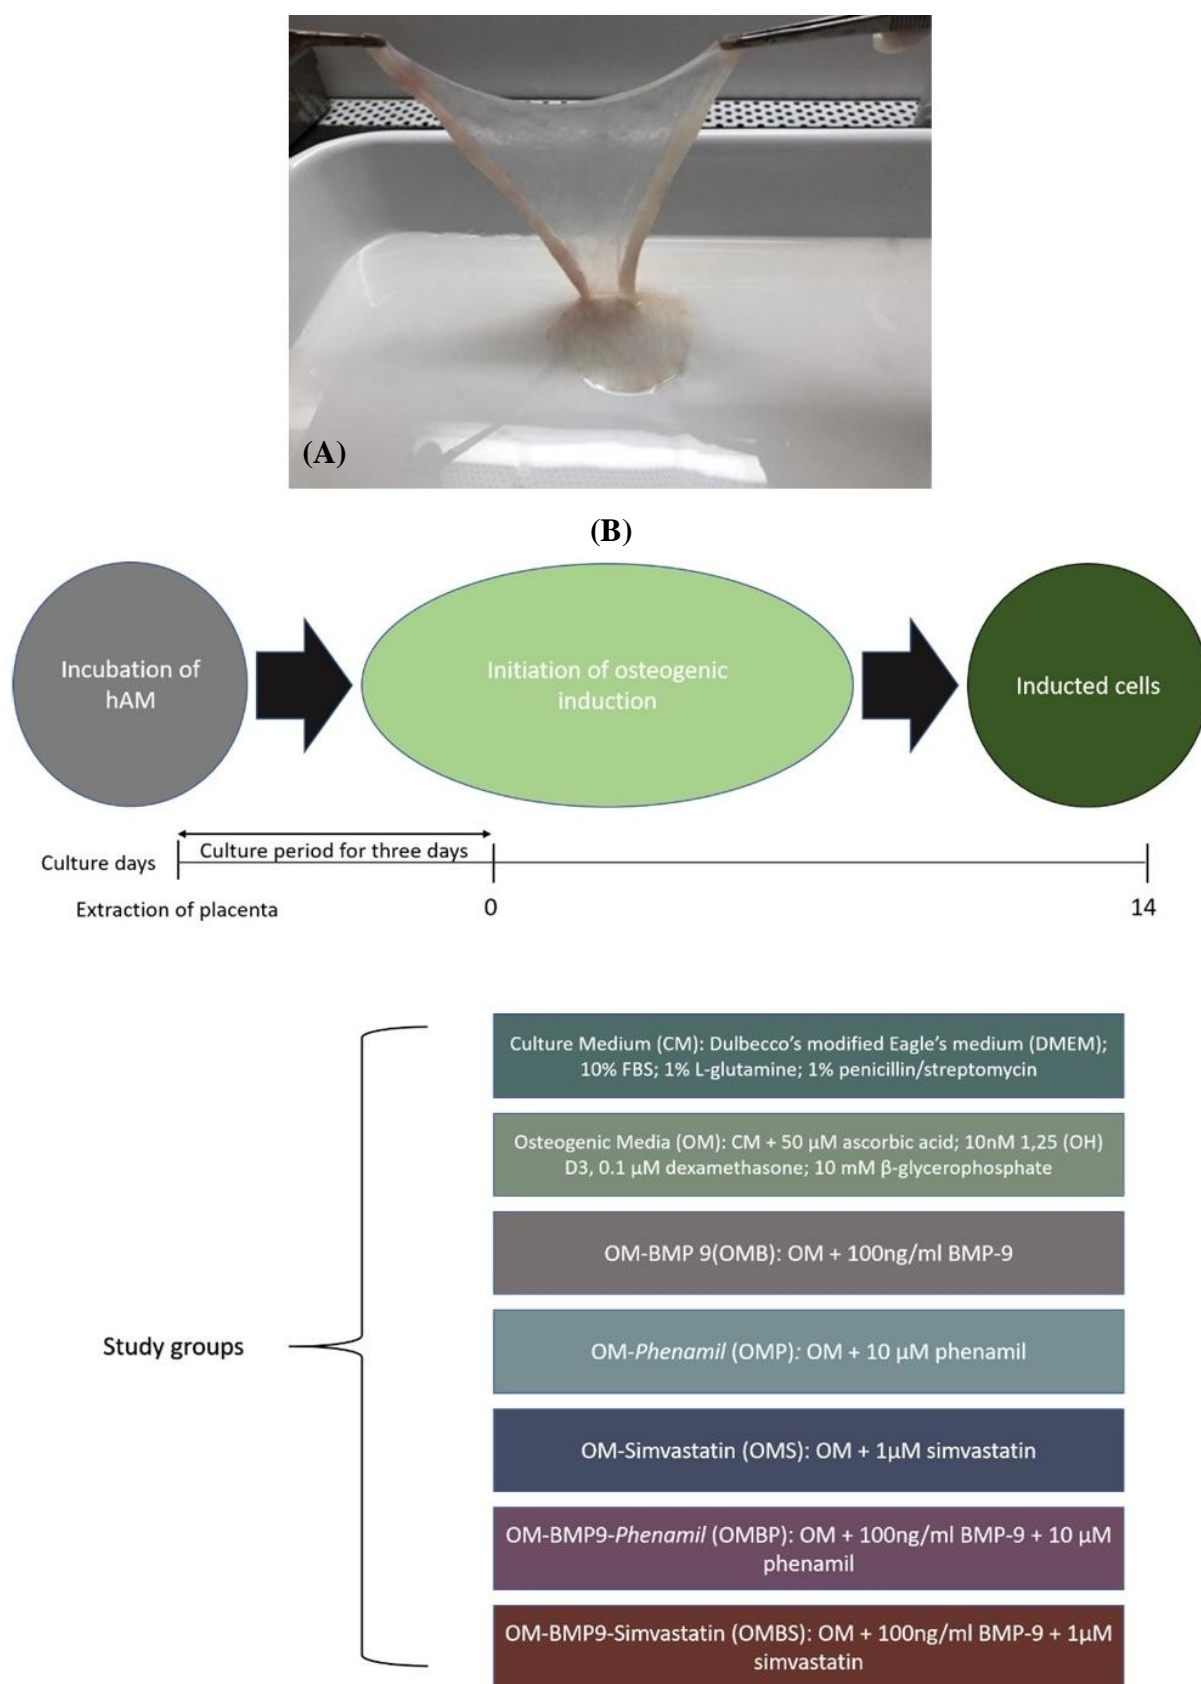 (A)
(B)
Incubation of
hAM
Initiation of osteogenic
induction
Inducted cells
Culture days
Culture period for three days
Extraction of placenta
0
14
Study groups
Culture Medium (CM): Dulbecco’s modified Eagle’s medium (DMEM);
10% FBS; 1% L-glutamine; 1% penicillin/streptomycin
Osteogenic Media (OM): CM + 50 µM ascorbic acid; 10nM 1,25 (OH)
D3, 0.1 µM dexamethasone; 10 mM β-glycerophosphate
OM-BMP 9(OMB): OM + 100ng/ml BMP-9
OM-Phenamil (OMP): OM + 10 µM phenamil
OM-Simvastatin (OMS): OM + 1µM simvastatin
OM-BMP9-Phenamil (OMBP): OM + 100ng/ml BMP-9 + 10 µM
phenamil
OM-BMP9-Simvastatin (OMBS): OM + 100ng/ml BMP-9 + 1µM
simvastatin